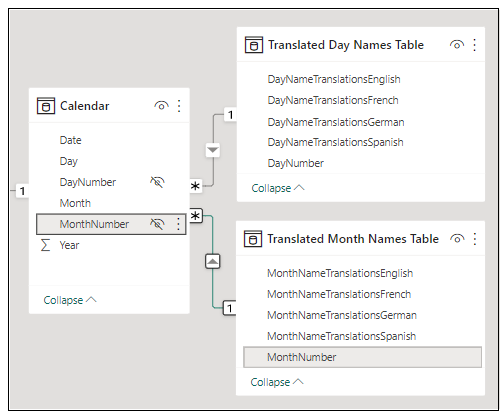 Calendar
Date
Day
DayNumber
Month
MonthNumber
Year
Collapse
1
1
*
*
1
Translated Day Names Table
DayNameTranslationsEnglish
DayNameTranslationsFrench
DayNameTranslationsGerman
DayNameTranslationsSpanish
DayNumber
Collapse
Translated Month Names Table
MonthNameTranslationsEnglish
MonthNameTranslationsFrench
MonthNameTranslationsGerman
MonthNameTranslationsSpanish
MonthNumber
Collapse